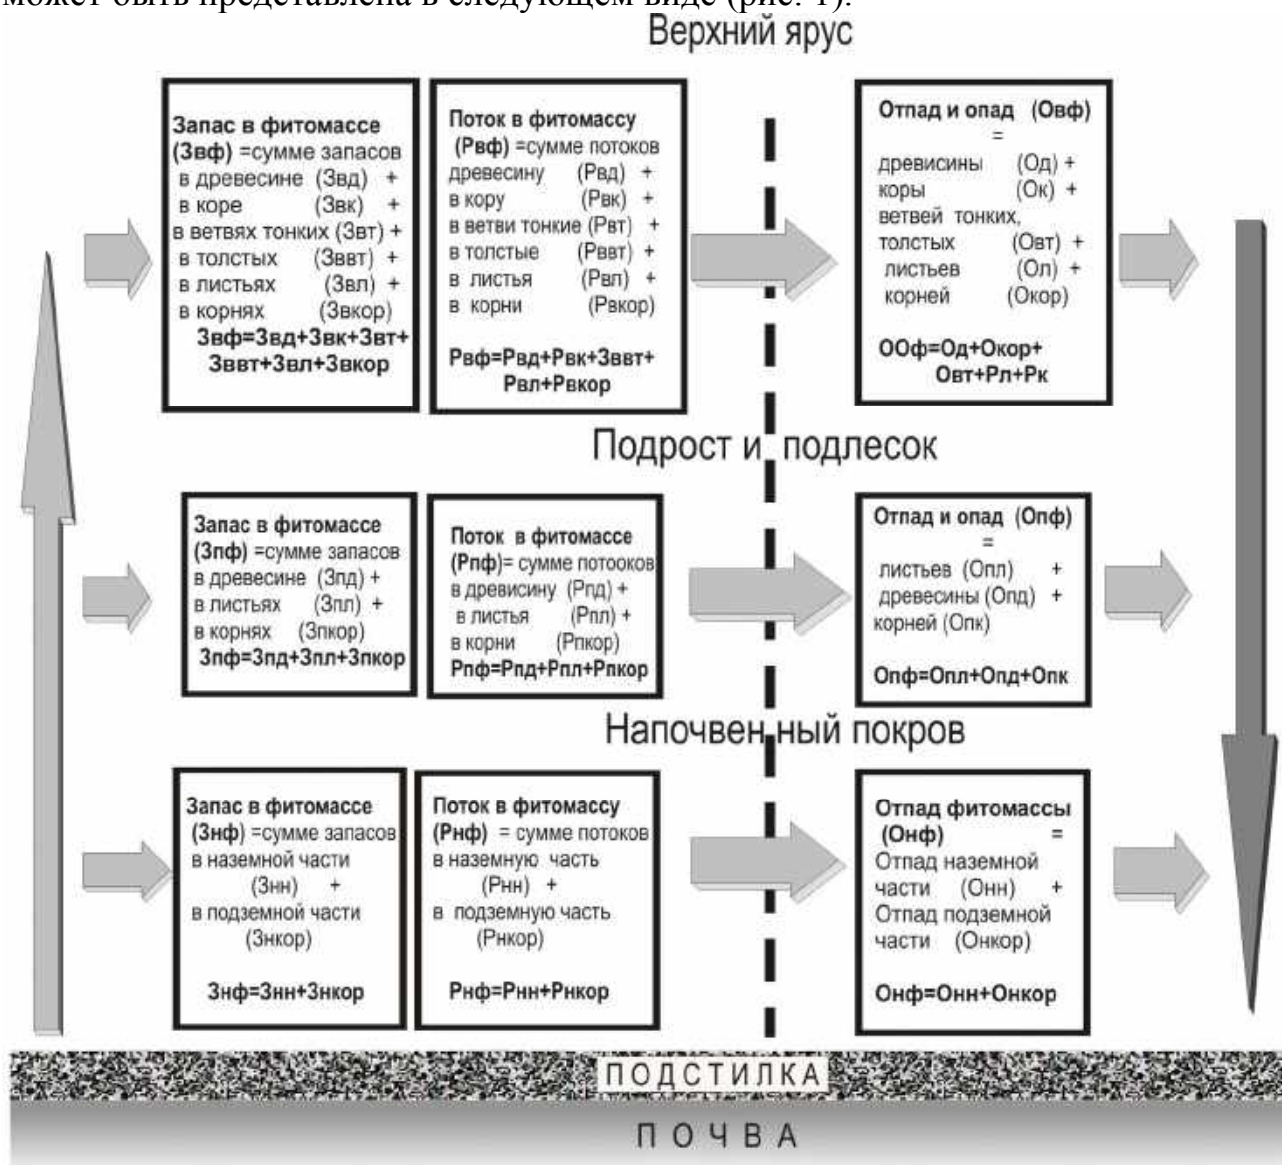 может быть представлена в следующем виде (рис. 1).
Верхний ярус
Запас в фитомассе
(Звф) =сумме запасов
в древесине (Звд) +
в коре (Звк) +
в ветвях тонких (Звт) +
в толстых (Зввт) +
в листьях (Звл) +
в корнях (Звкор)
Звф=Звд+Звк+Звт+
Зввт+Звл+Звкор
Поток в фитомассу
(Рвф) =сумме потоков
древесину (Рвд) +
в кору (Рвк) +
в ветви тонкие (Рвт) +
в толстые (Рввт) +
в листья (Рвл) +
в корни (Рвкор)
Рвф=Рвд+Рвк+Зввт+
Рвл+Рвкор
Отпад и опад (Овф)
=
древисины (Од) +
коры (Ок) +
ветвей тонких,
толстых (Овт) +
листьев (Ол) +
корней (Окор)
ООф=Од+Окор+
Овт+Рл+Рк
Подрост и подлесок
Запас в фитомассе
(Зпф) =сумме запасов
в древесине (Зпд) +
в листьях (Зпл) +
в корнях (Зпкор)
Зпф=Зпд+Зпл+Зпкор
Поток в фитомассе
(Рпф)= сумме потооков
в древисину (Рпд) +
в листья (Рпл) +
в корни (Рпкор)
Рпф=Рпд+Рпл+Рпкор
Отпад и опад (Опф)
=
листьев (Опл) +
древесины (Опд) +
корней (Опк)
Опф=Опл+Опд+Опк
Напочвен ный покров
Запас в фитомассе
(Знф) =сумме запасов
в наземной части
(Знн) +
в подземной части
(Знкор)
Знф=Знн+Знкор
Поток в фитомассу
(Рнф) = сумме потоков
в наземную часть
(Рнн) +
в подземную часть
(Рнкор)
Рнф=Рнн+Рнкор
Отпад фитомассы
(Онф) =
Отпад наземной
части (Онн) +
Отпад подземной
части (Онкор)
Онф=Онн+Онкор
ПОДСТИЛКА
ПОЧВА